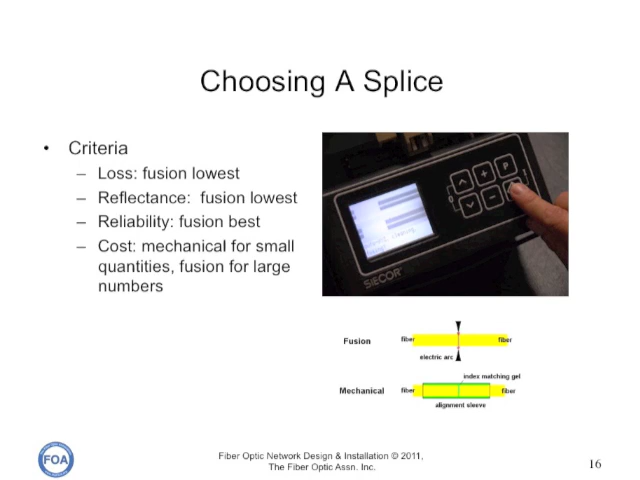 Choosing A Splice
• Criteria
– Loss: fusion lowest
– Reflectance: fusion lowest
– Reliability: fusion best
– Cost: mechanical for small
quantities, fusion for large
numbers
P
SIECOR
Fusion
fiber
fiber
electric arc
index matching gel
Mechanical
fiber
fiber
alignment sleeve
FOA
Fiber Optic Network Design & Installation © 2011,
The Fiber Optic Assn. Inc.
16